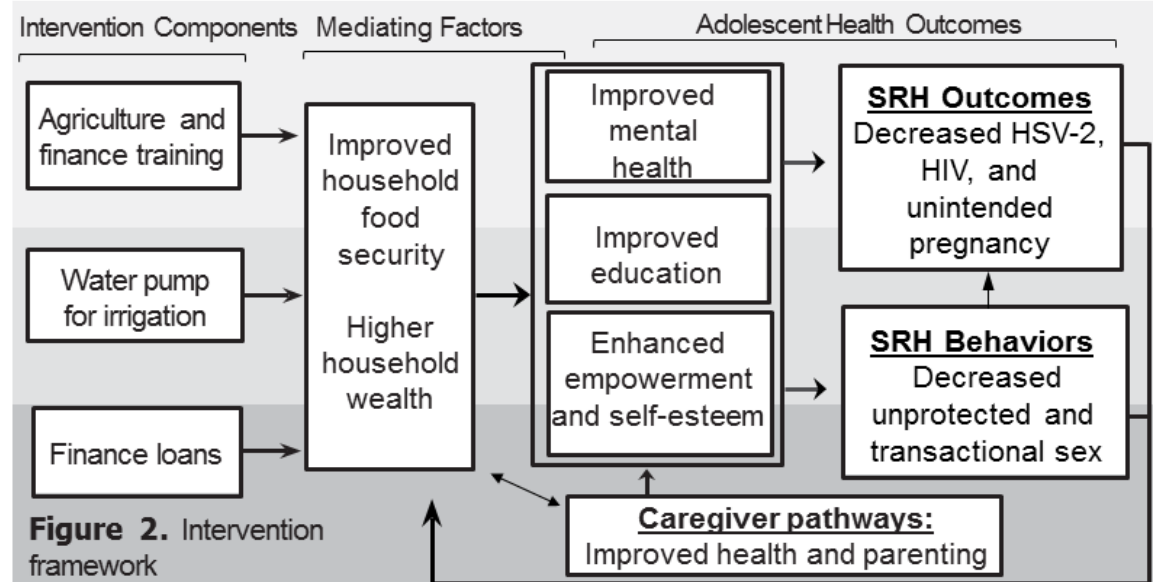 Intervention Components
Mediating Factors
Adolescent Health Outcomes
Agriculture and
finance training
Water pump
for irrigation
Finance loans
Improved
household
food
security
Higher
household
wealth
Improved
mental
health
Improved
education
Enhanced
empowerment
and self-esteem
SRH Outcomes
Decreased HSV-2,
HIV, and
unintended
pregnancy
SRH Behaviors
Decreased
unprotected and
transactional sex
Caregiver pathways:
Improved health and parenting
Figure 2. Intervention
framework